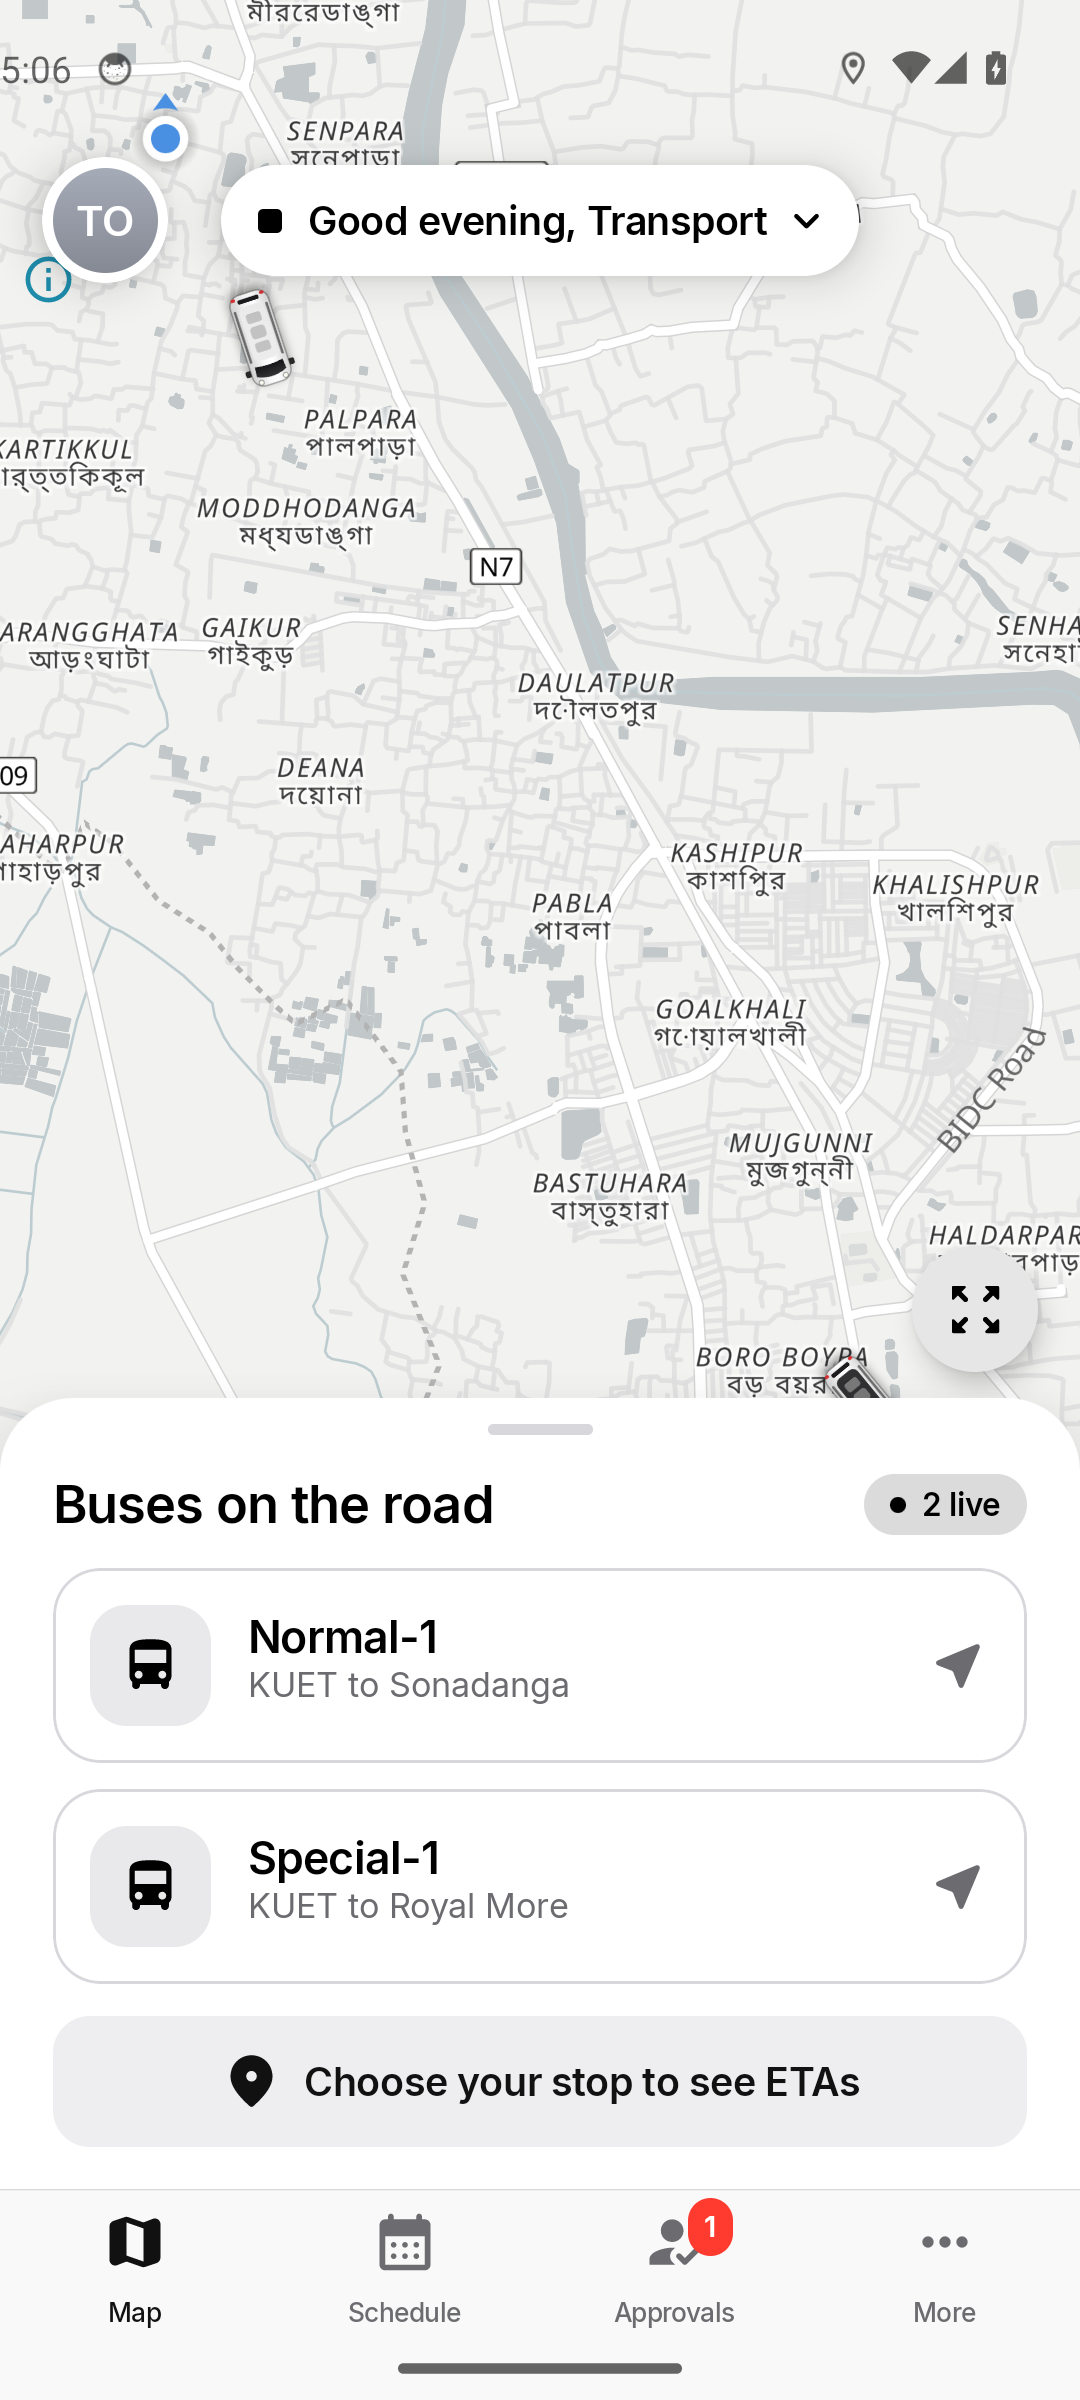 মীরেরডাঙ্গা
5:06
SENPARA
সেনপাড়া
TO
Good evening, Transport
PALPARA
পালপাড়া
KARTIKKUL
MODDHODANGA
মধ্যডাঙ্গা
N7
ARANGGHATA
আড়ংঘাটা
GAIKUR
গাইকুড়
SENHA
DAULATPUR
দৌলতপুর
09
DEANA
দেয়ানা
AHARPUR
KASHIPUR
কাশিপুর
KHALISHPUR
খালিশপুর
PABLA
পাবলা
GOALKHALI
গোয়ালখালী
BIDC Road
MUJGUNNI
মুজগুন্নী
BASTUHARA
বাস্তুহারা
HALDARPAR
BORO BOYRA
বড় বয়র
Buses on the road
2 live
Normal-1
KUET to Sonadanga
Special-1
KUET to Royal More
Choose your stop to see ETAs
1
Map
Schedule
Approvals
More